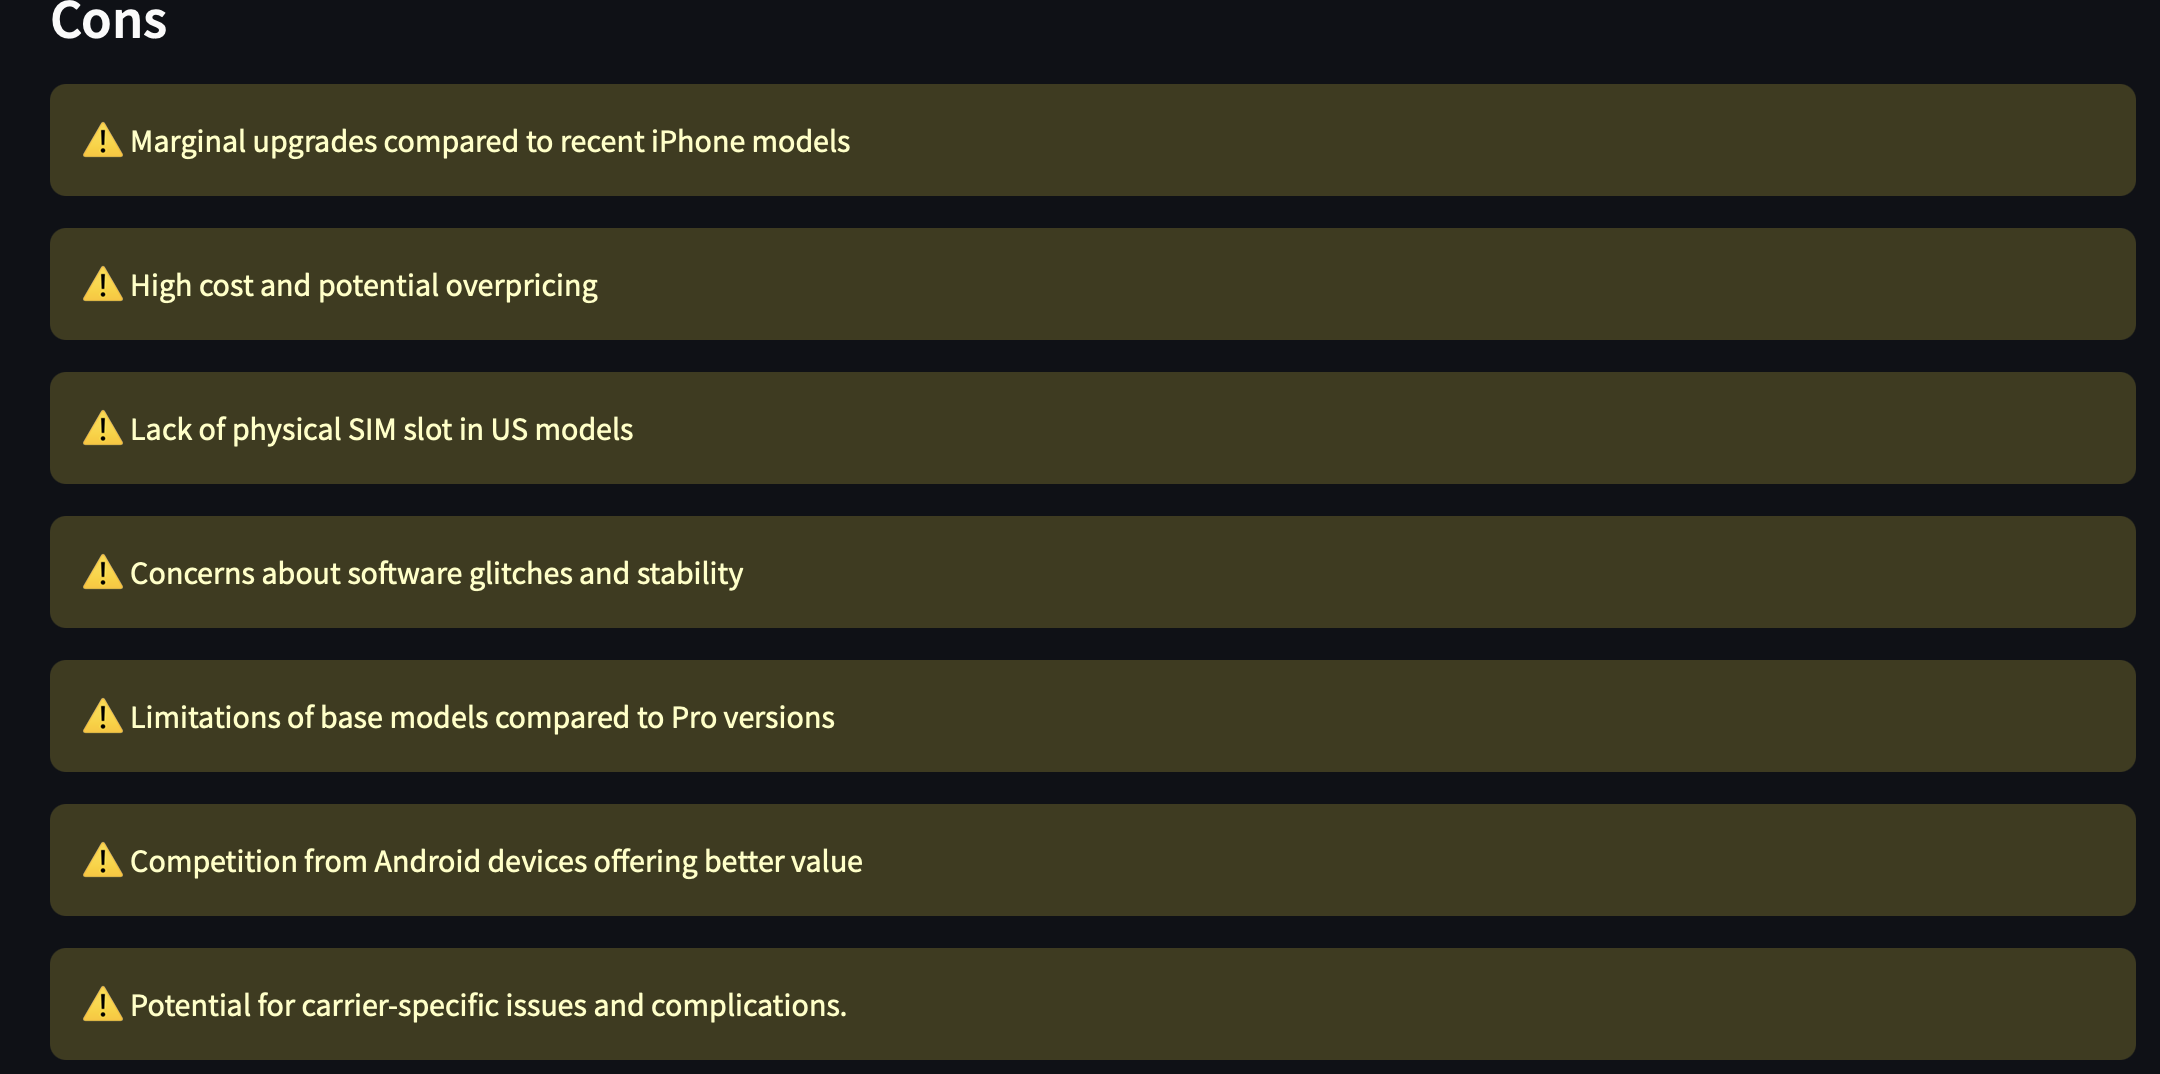 Cons
⚠️ Marginal upgrades compared to recent iPhone models
⚠️ High cost and potential overpricing
⚠️ Lack of physical SIM slot in US models
⚠️ Concerns about software glitches and stability
⚠️ Limitations of base models compared to Pro versions
⚠️ Competition from Android devices offering better value
⚠️ Potential for carrier-specific issues and complications.